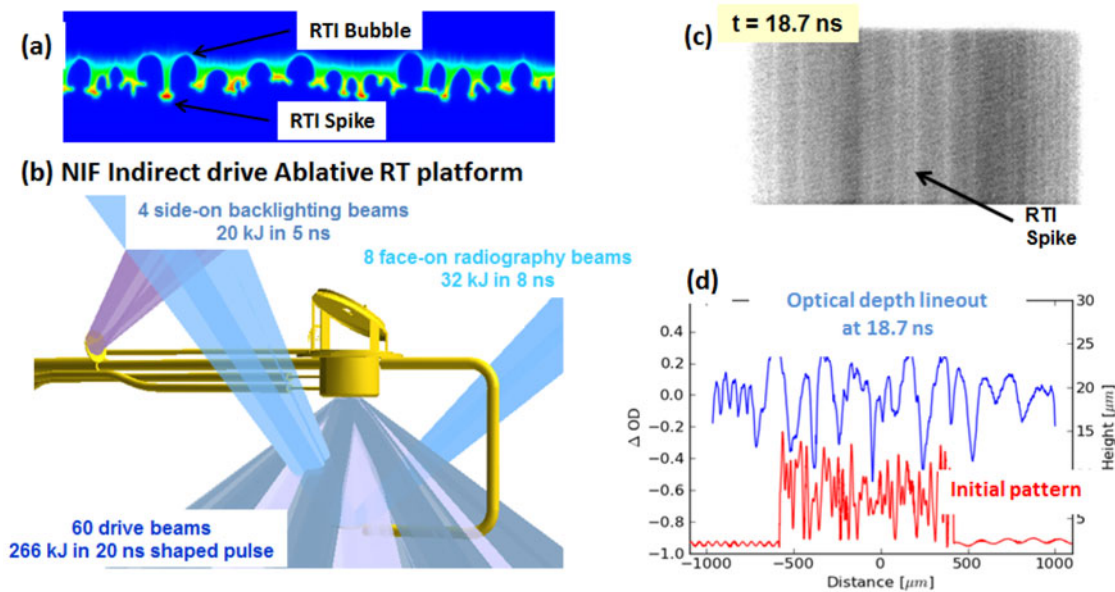 (a)
RTI Bubble
RTI Spike
(b) NIF Indirect drive Ablative RT platform
4 side-on backlighting beams
20 kJ in 5 ns
8 face-on radiography beams
32 kJ in 8 ns
60 drive beams
266 kJ in 20 ns shaped pulse
(c)
t = 18.7 ns
RTI
Spike
(d)
Optical depth lineout
at 18.7 ns
Initial pattern
0.4
0.2
0.0
−0.2
−0.4
−0.6
−0.8
−1.0
Δ OD
30
25
20
15
10
5
Height [μm]
−1000
−500
0
500
1000
Distance [μm]